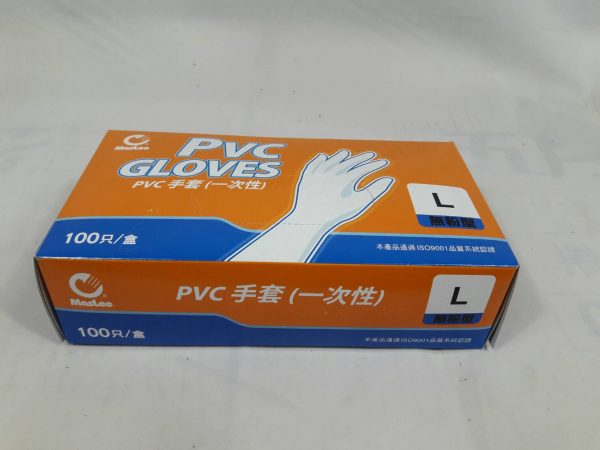 MasLee
PVC
GLOVES
PVC 手套(一次性)
100只/盒
L
無粉型
本產品通過ISO9001品質系統認證
MasLee
PVC 手套(一次性)
100只/盒
L
無粉型
本產品通過ISO9001品質系統認證